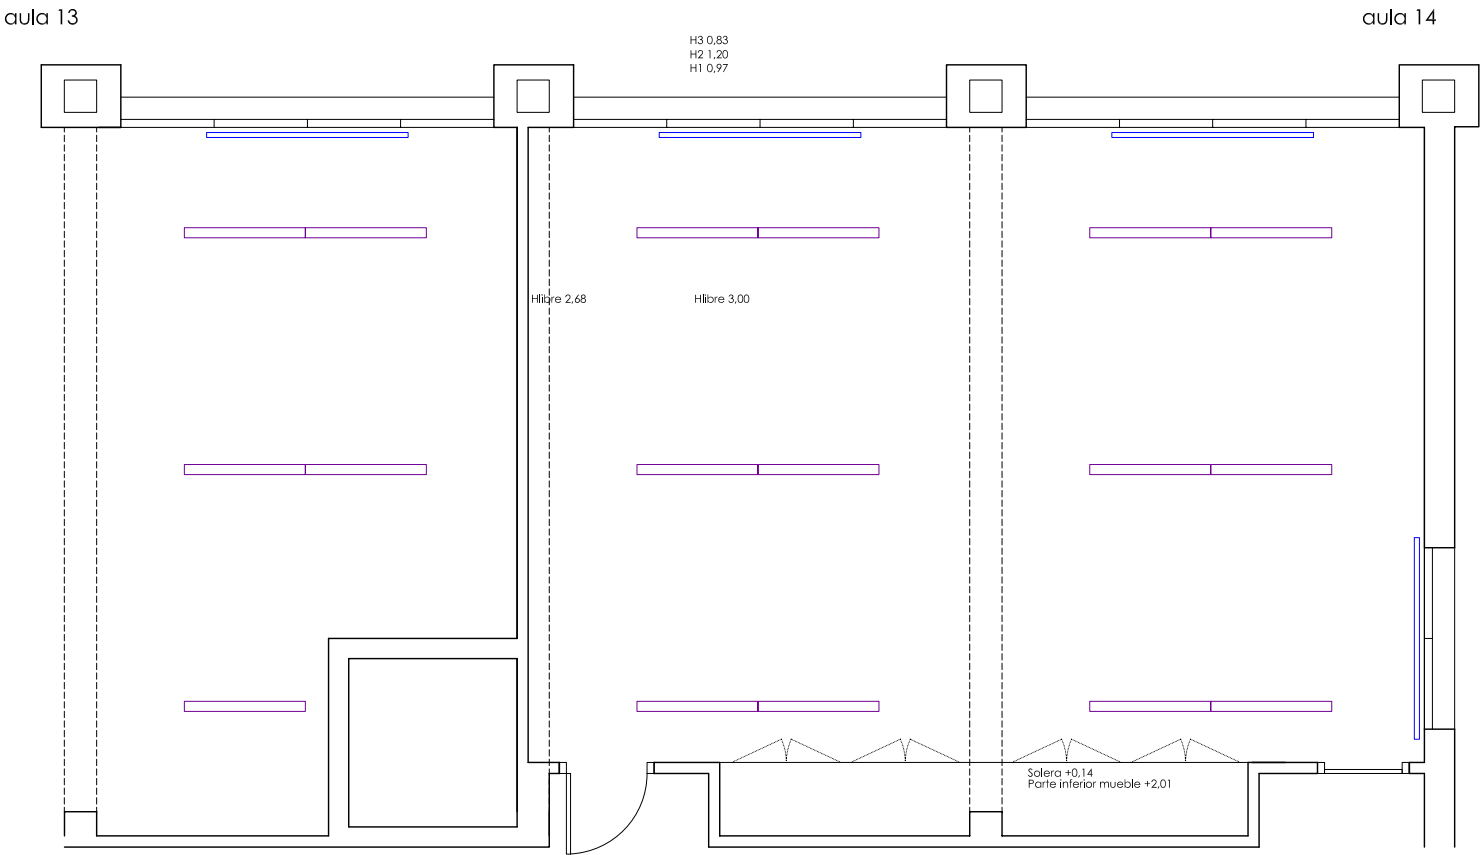 aula 13
aula 14
H3 0,83
H2 1,20
H1 0,97
Hlibre 2,68
Hlibre 3,00
Solera +0,14
Parte inferior mueble +2,01